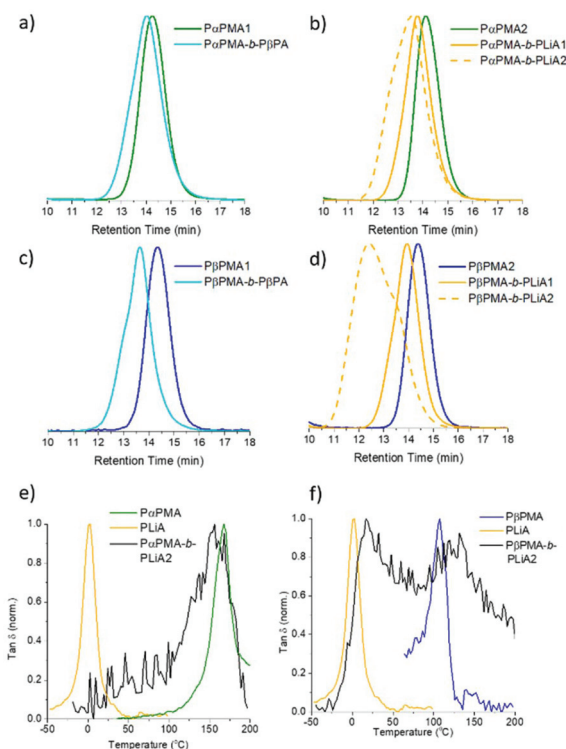 a)
PαPMA1
PαPMA-b-PβPA
10 11 12 13 14 15 16 17 18
Retention Time (min)
b)
PαPMA2
PαPMA-b-PLiA1
PαPMA-b-PLiA2
10 11 12 13 14 15 16 17 18
Retention Time (min)
c)
PβPMA1
PβPMA-b-PβPA
10 11 12 13 14 15 16 17 18
Retention Time (min)
d)
PβPMA2
PβPMA-b-PLiA1
PβPMA-b-PLiA2
10 11 12 13 14 15 16 17 18
Retention Time (min)
e)
PαPMA
PLiA
PαPMA-b-
PLiA2
Tan δ (norm.)
1.0
0.8
0.6
0.4
0.2
0.0
-50 0 50 100 150 200
Temperature (°C)
f)
PβPMA
PLiA
PβPMA-b-
PLiA2
Tan δ (norm.)
1.0
0.8
0.6
0.4
0.2
0.0
-50 0 50 100 150 200
Temperature (°C)